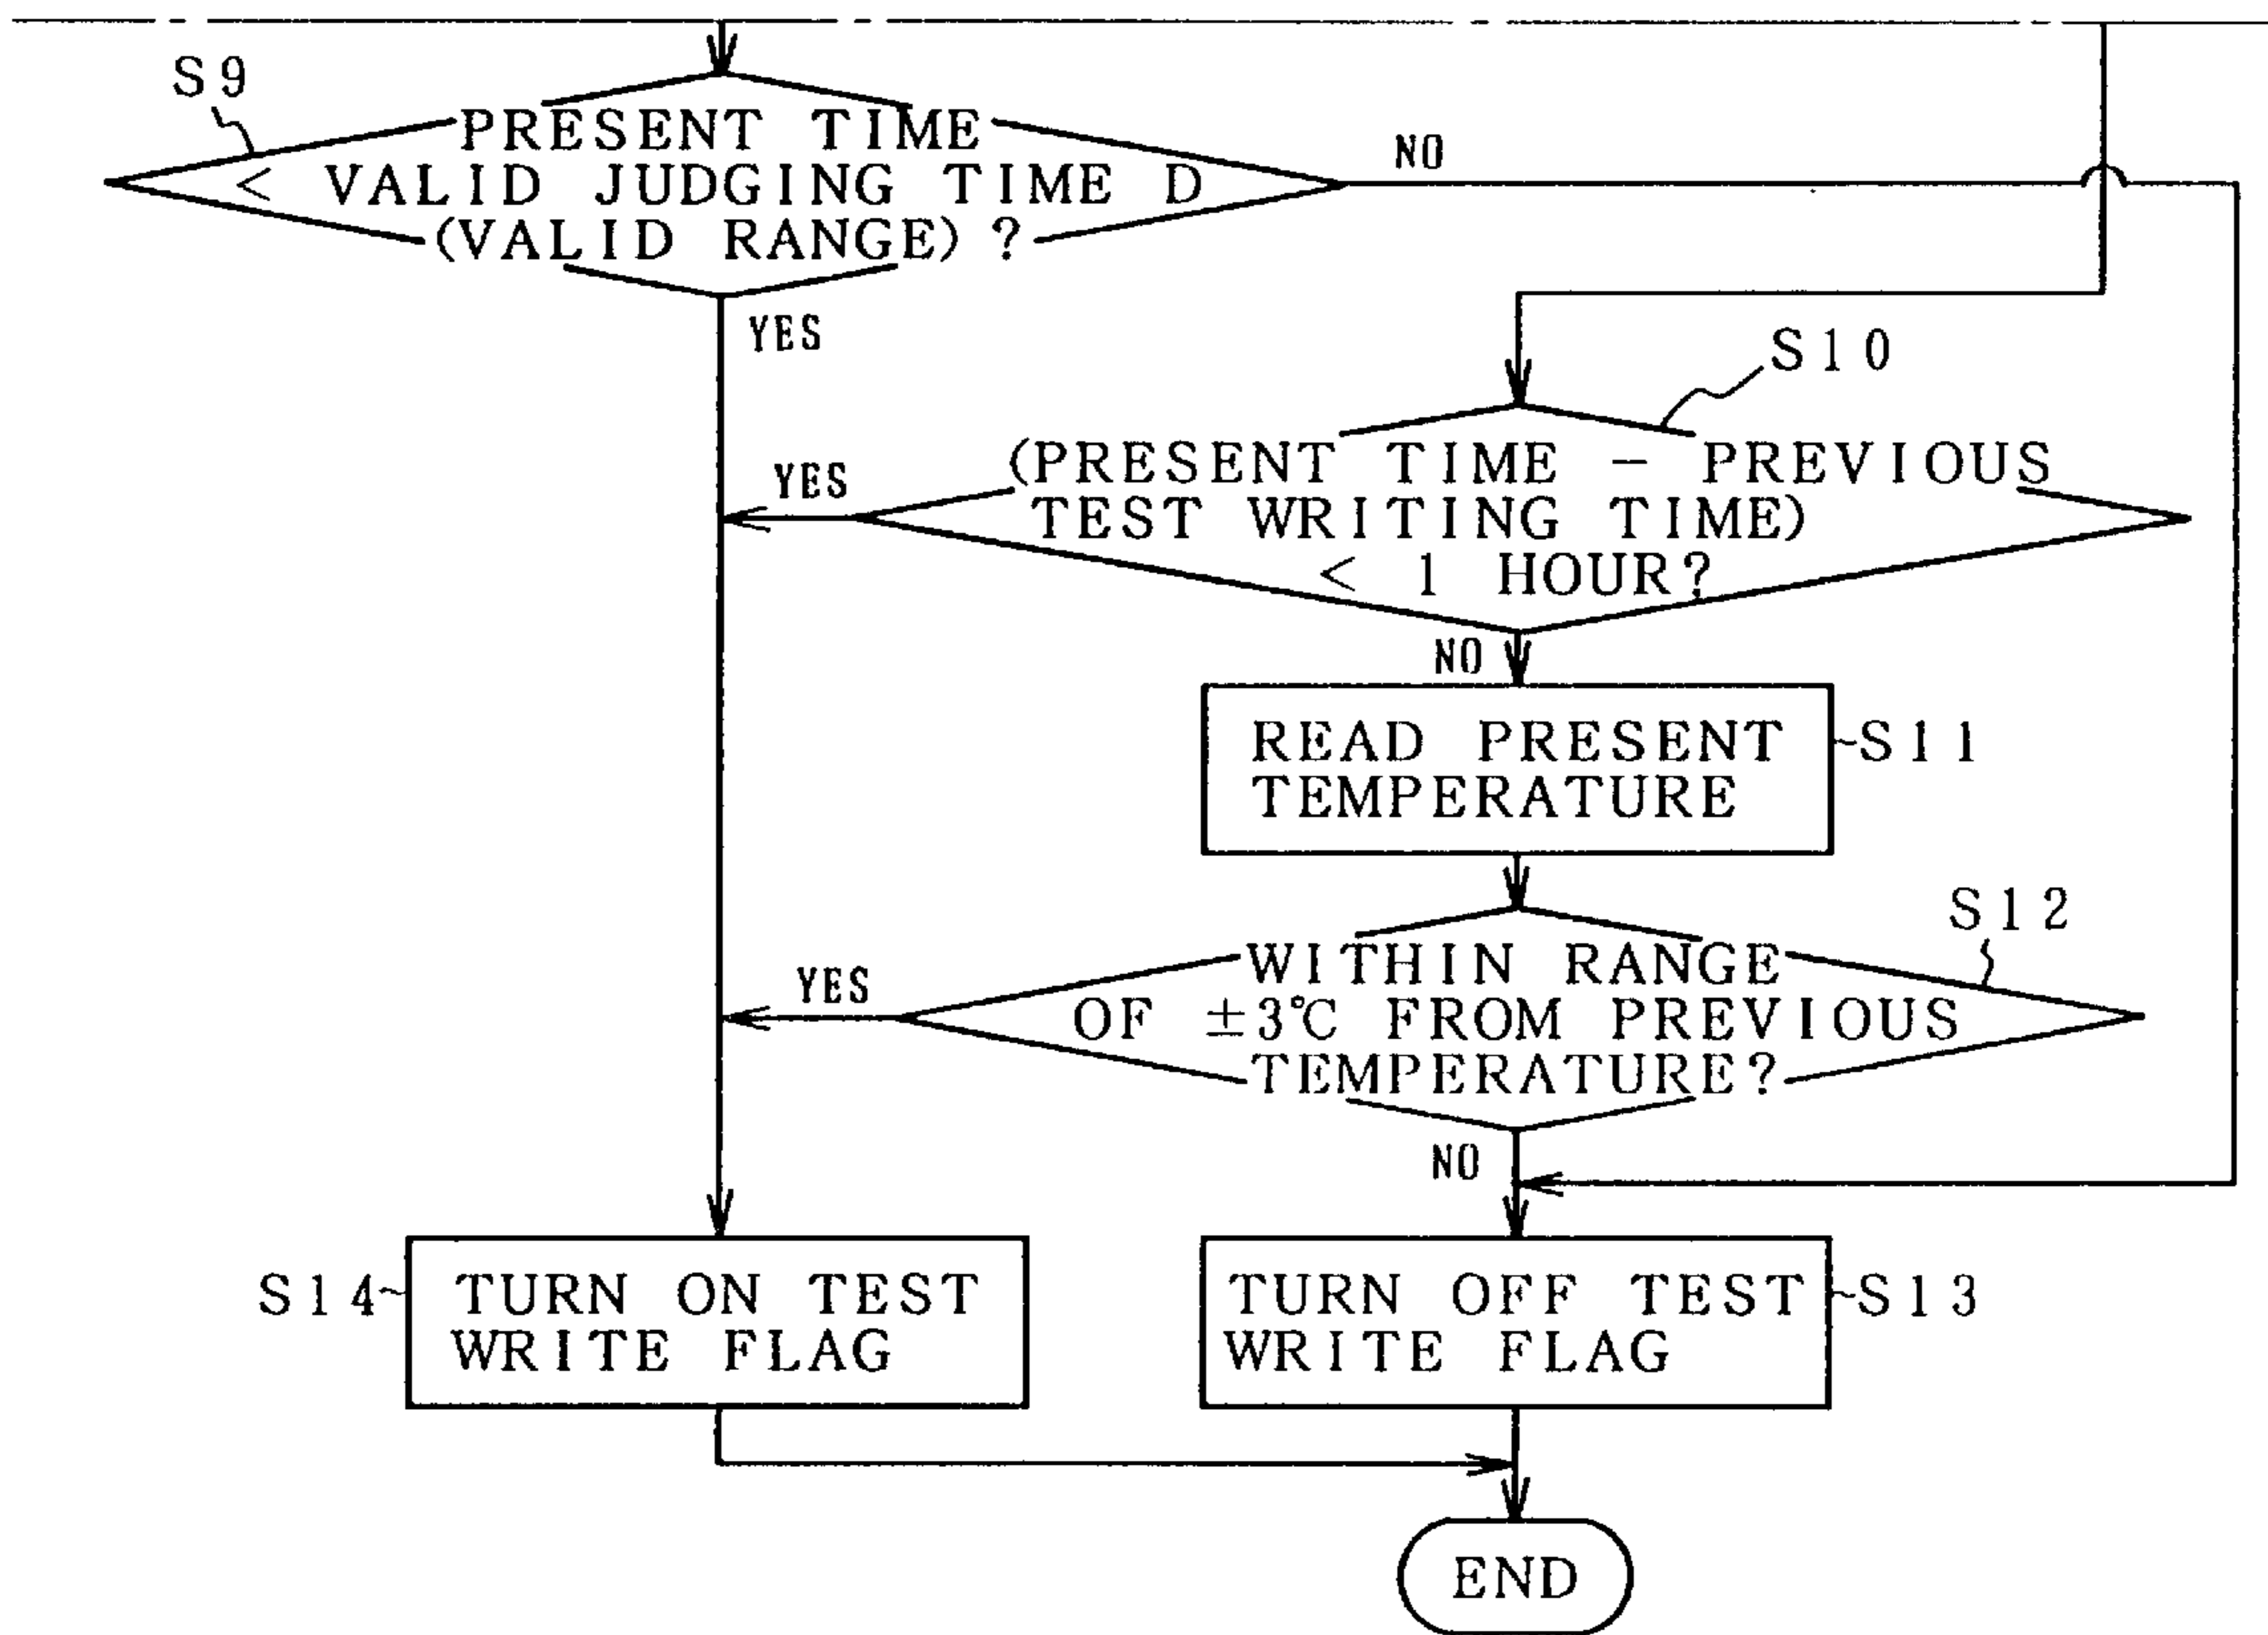 S9
PRESENT TIME
< VALID JUDGING TIME D
(VALID RANGE) ?
NO
YES
S10
(PRESENT TIME - PREVIOUS
TEST WRITING TIME)
< 1 HOUR?
YES
NO
READ PRESENT
TEMPERATURE
S11
S12
WITHIN RANGE
OF ±3℃ FROM PREVIOUS
TEMPERATURE?
YES
NO
S14
TURN ON TEST
WRITE FLAG
TURN OFF TEST
WRITE FLAG
S13
END